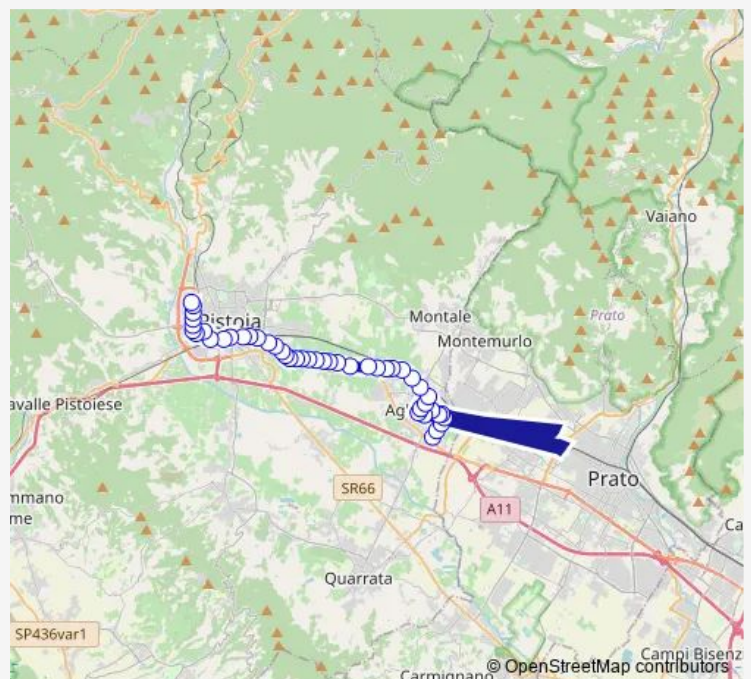 Vaiano
Pistoia
Montale
Prato
Montemurlo
avalle Pistoiese
Ag
Prato
SR66
mmano
me
A11
Ca
Quarrata
SP436var1
Campi Bisenz
Carmignano
© OpenStreetMap contributors